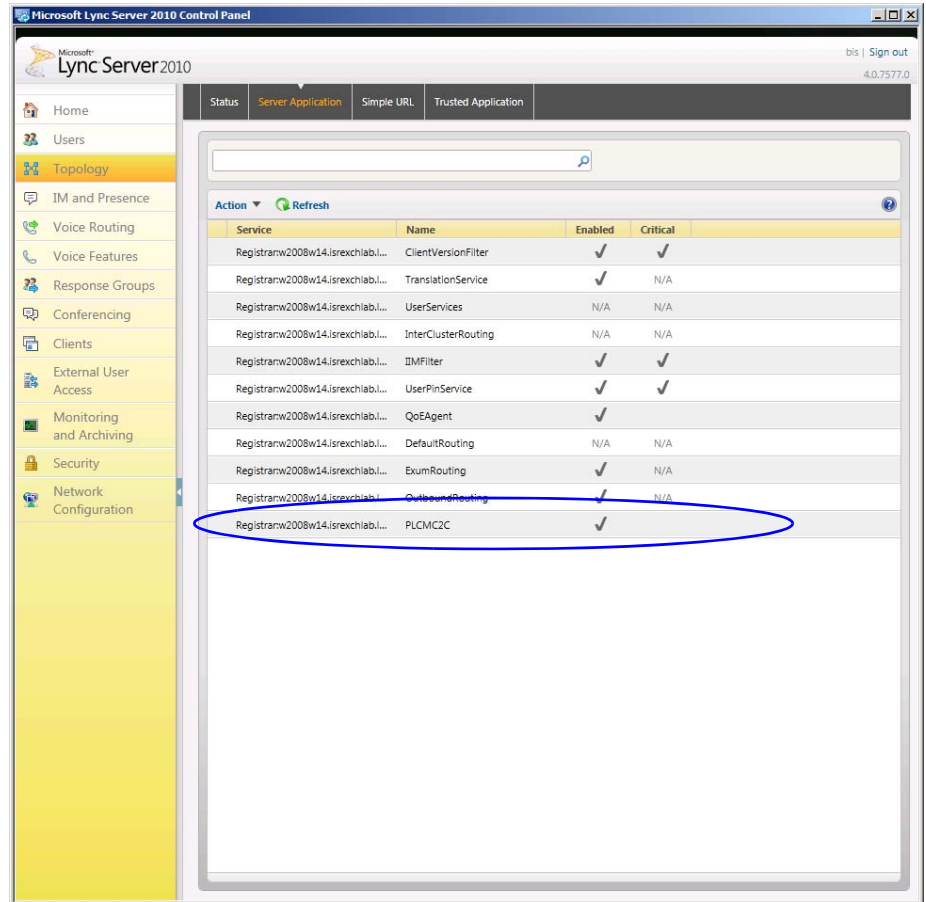 Microsoft Lync Server 2010 Control Panel
Microsoft®
Lync Server 2010
bis | Sign out
4.0.7577.0
Home
Users
Topology
IM and Presence
Voice Routing
Voice Features
Response Groups
Conferencing
Clients
External User
Access
Monitoring
and Archiving
Security
Network
Configuration
Status Server Application Simple URL Trusted Application
Action Refresh
Service Name Enabled Critical
Registrar:w2008w14.isrexchlab.l... ClientVersionFilter
Registrar:w2008w14.isrexchlab.l... TranslationService N/A
Registrar:w2008w14.isrexchlab.l... UserServices N/A N/A
Registrar:w2008w14.isrexchlab.l... InterClusterRouting N/A N/A
Registrar:w2008w14.isrexchlab.l... IIMFilter
Registrar:w2008w14.isrexchlab.l... UserPinService
Registrar:w2008w14.isrexchlab.l... QoEAgent
Registrar:w2008w14.isrexchlab.l... DefaultRouting N/A N/A
Registrar:w2008w14.isrexchlab.l... ExumRouting N/A
Registrar:w2008w14.isrexchlab.l... OutboundRouting N/A
Registrar:w2008w14.isrexchlab.l... PLCMC2C